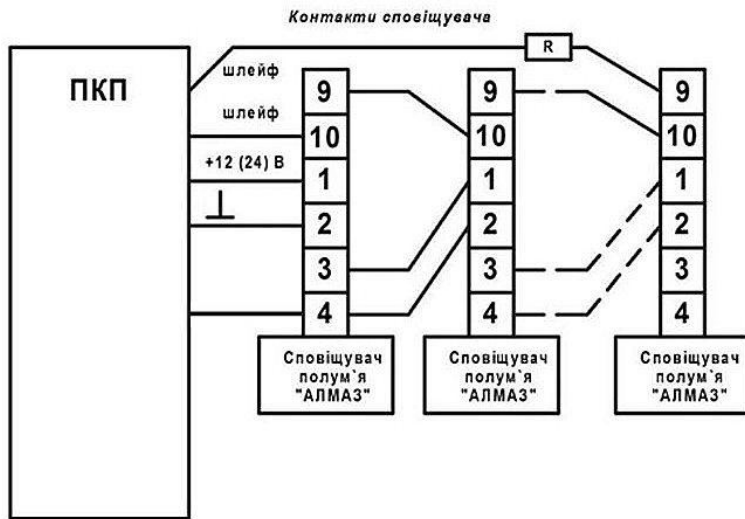 Контакти сповіщувача
R
ПКП
шлейф
шлейф
+12 (24) В
9
10
1
2
3
4
Сповіщувач
полум`я
"АЛМАЗ"
9
10
1
2
3
4
Сповіщувач
полум`я
"АЛМАЗ"
9
10
1
2
3
4
Сповіщувач
полум`я
"АЛМАЗ"